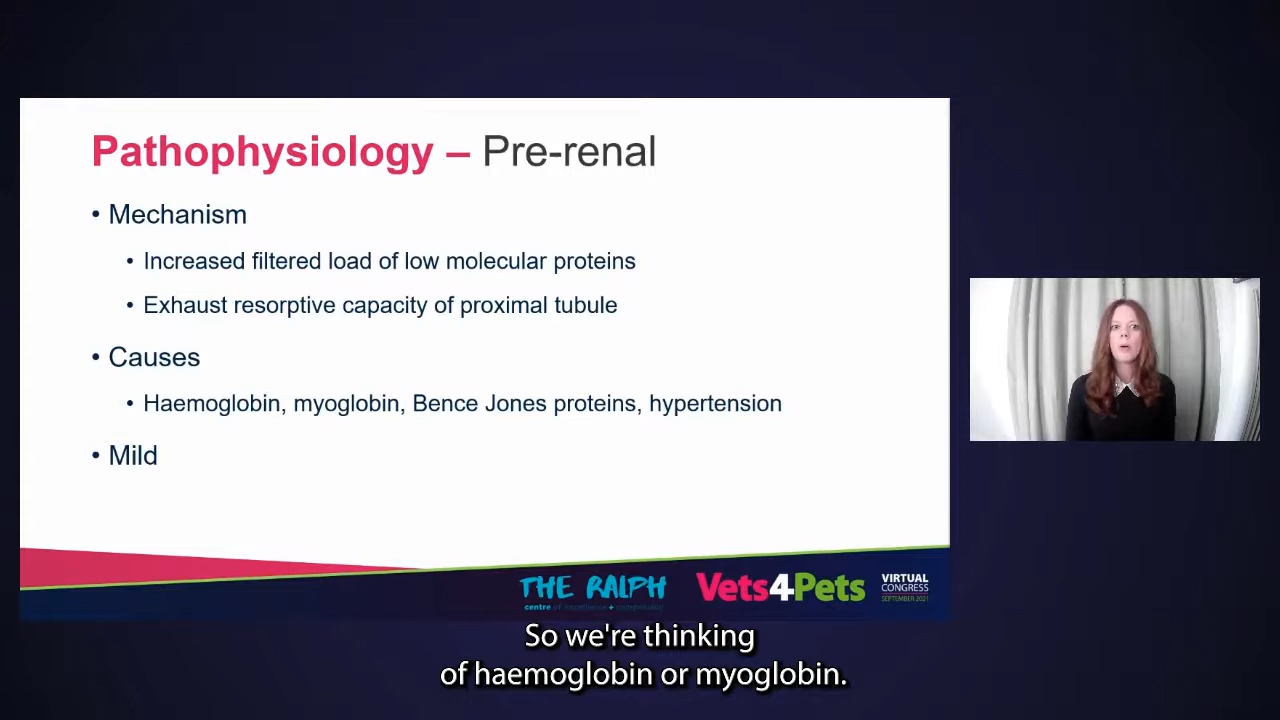 Pathophysiology – Pre-renal
• Mechanism
• Increased filtered load of low molecular proteins
• Exhaust resorptive capacity of proximal tubule
• Causes
• Haemoglobin, myoglobin, Bence Jones proteins, hypertension
• Mild
THE RALPH
centre of excellence + compassion
Vets4Pets
VIRTUAL
CONGRESS
SEPTEMBER 2021
So we're thinking
of haemoglobin or myoglobin.